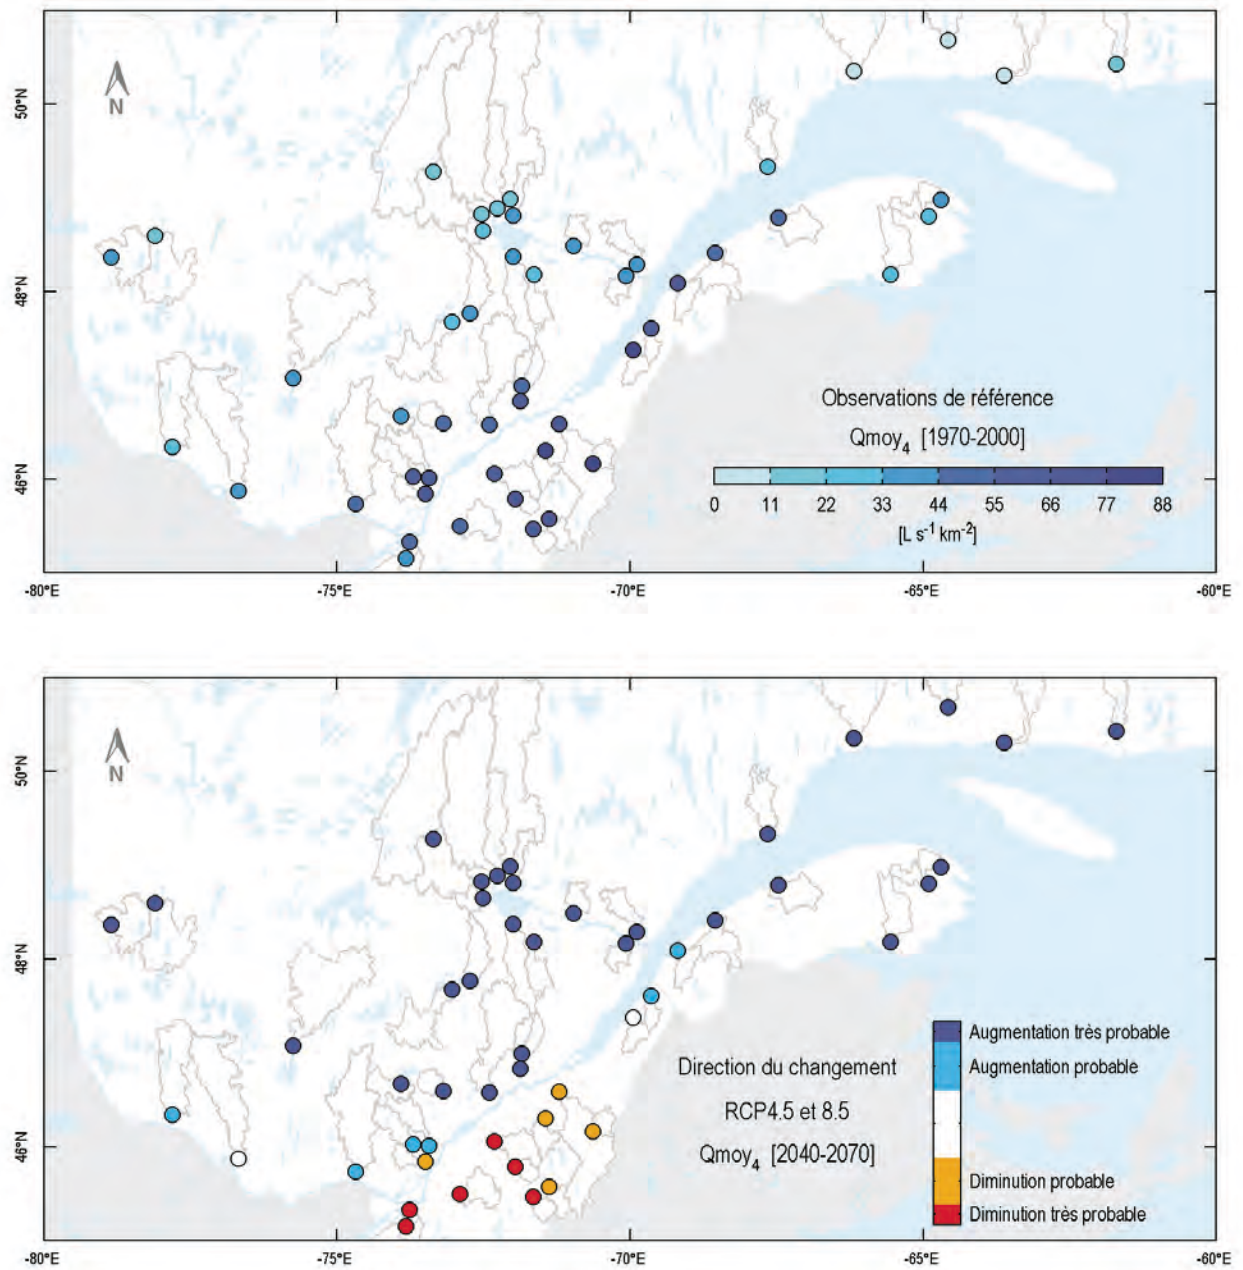 50°N
48°N
46°N
N
Observations de référence
Qmoy4 [1970-2000]
0 11 22 33 44 55 66 77 88
[L s-1 km-2]
-80°E -75°E -70°E -65°E -60°E
50°N
48°N
46°N
N
Direction du changement
RCP4.5 et 8.5
Qmoy4 [2040-2070]
Augmentation très probable
Augmentation probable
Diminution probable
Diminution très probable
-80°E -75°E -70°E -65°E -60°E